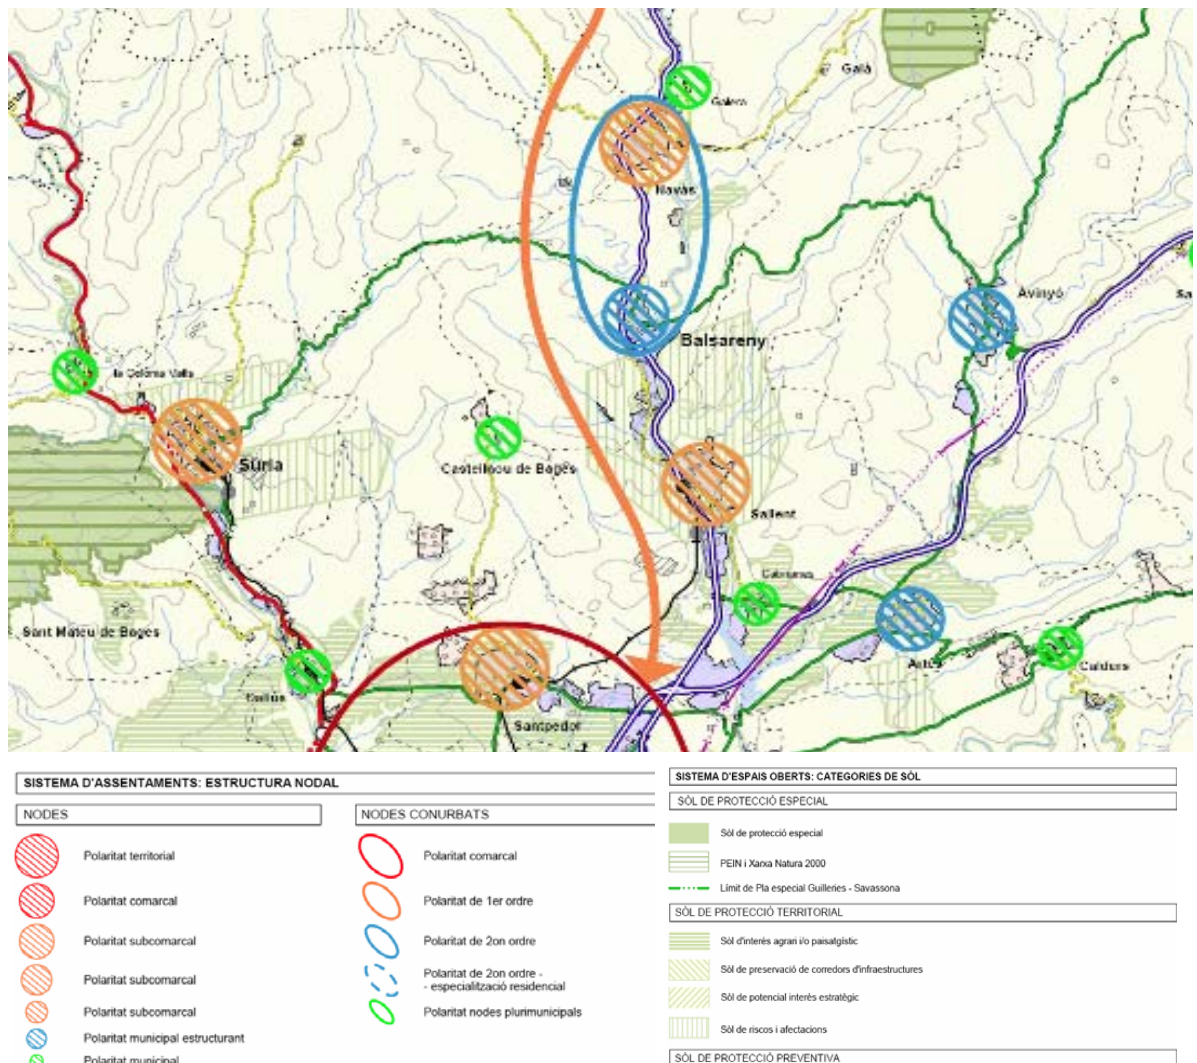 Galera
Gaià
Navàs
Avinyó
Balsareny
Súria
Castellnou de Bages
Sallent
Sant Mateu de Bages
Callús
Artés
Calders
Santpedor
SISTEMA D'ASSENTAMENTS: ESTRUCTURA NODAL
NODES
Polaritat territorial
Polaritat comarcal
Polaritat subcomarcal
Polaritat subcomarcal
Polaritat subcomarcal
Polaritat municipal estructurant
Polaritat municipal
NODES CONURBATS
Polaritat comarcal
Polaritat de 1er ordre
Polaritat de 2on ordre
Polaritat de 2on ordre -
- especialització residencial
Polaritat nodes plurimunicipals
SISTEMA D'ESPAIS OBERTS: CATEGORIES DE SÒL
SÒL DE PROTECCIÓ ESPECIAL
Sòl de protecció especial
PEIN i Xarxa Natura 2000
Límit de Pla especial Guilleries - Savassona
SÒL DE PROTECCIÓ TERRITORIAL
Sòl d'interès agrari i/o paisatgístic
Sòl de preservació de corredors d'infraestructures
Sòl de potencial interès estratègic
Sòl de riscos i afectacions
SÒL DE PROTECCIÓ PREVENTIVA